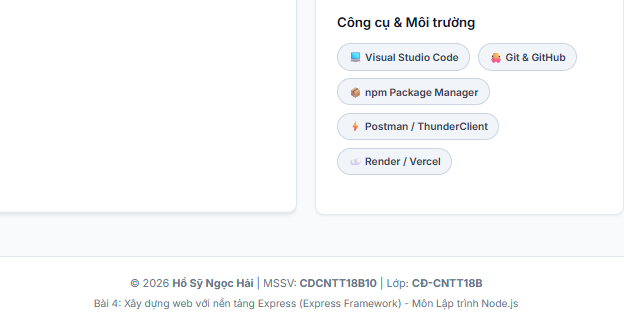 Công cụ & Môi trường
Visual Studio Code
Git & GitHub
npm Package Manager
Postman / ThunderClient
Render / Vercel
© 2026 Hồ Sỹ Ngọc Hải | MSSV: CDCNTT18B10 | Lớp: CĐ-CNTT18B
Bài 4: Xây dựng web với nền tảng Express (Express Framework) - Môn Lập trình Node.js